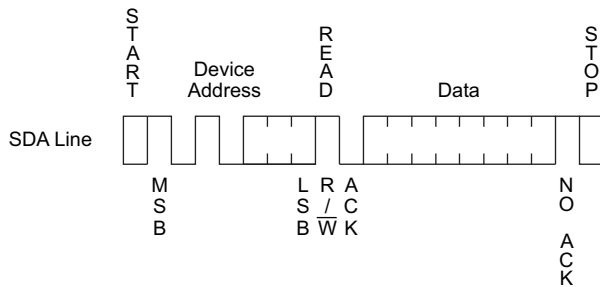 START
Device
Address
READ
Data
STOP
SDA Line
MSB
LSB
R/W
ACK
NO ACK